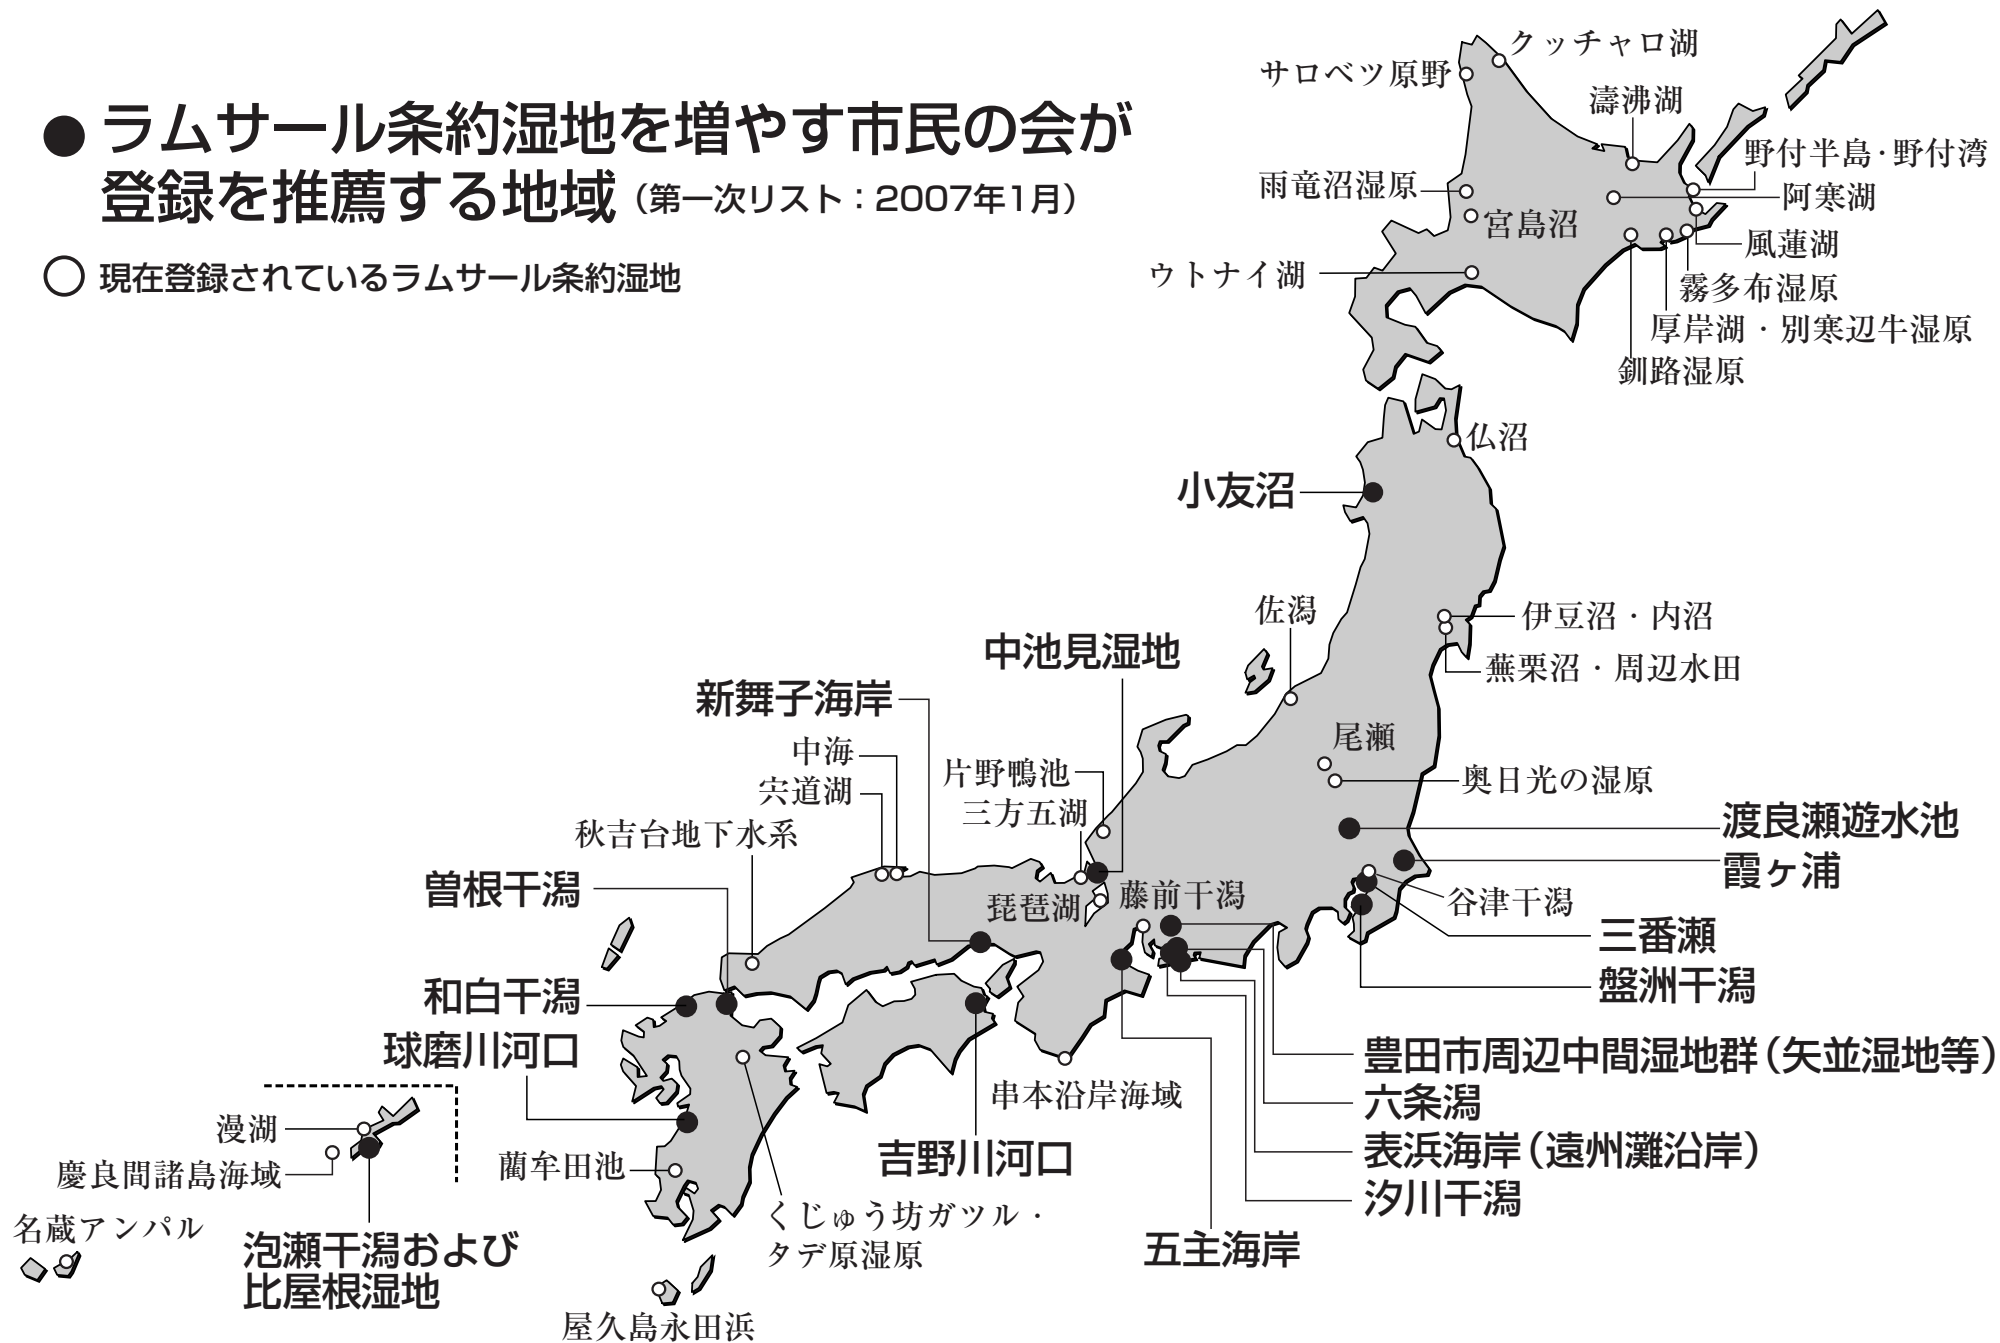 ● ラムサール条約湿地を増やす市民の会が
登録を推薦する地域（第一次リスト：2007年1月）
○ 現在登録されているラムサール条約湿地
クッチャロ湖
サロベツ原野
濤沸湖
野付半島・野付湾
雨竜沼湿原
阿寒湖
宮島沼
風蓮湖
ウトナイ湖
霧多布湿原
厚岸湖・別寒辺牛湿原
釧路湿原
仏沼
小友沼
佐潟
伊豆沼・内沼
蕪栗沼・周辺水田
中池見湿地
新舞子海岸
尾瀬
中海
片野鴨池
奥日光の湿原
宍道湖
三方五湖
渡良瀬遊水池
秋吉台地下水系
霞ヶ浦
曽根干潟
琵琶湖
藤前干潟
谷津干潟
三番瀬
盤洲干潟
和白干潟
球磨川河口
豊田市周辺中間湿地群（矢並湿地等）
串本沿岸海域
六条潟
漫湖
表浜海岸（遠州灘沿岸）
吉野川河口
藺牟田池
慶良間諸島海域
汐川干潟
くじゅう坊ガツル・
タデ原湿原
名蔵アンパル
五主海岸
泡瀬干潟および
比屋根湿地
屋久島永田浜